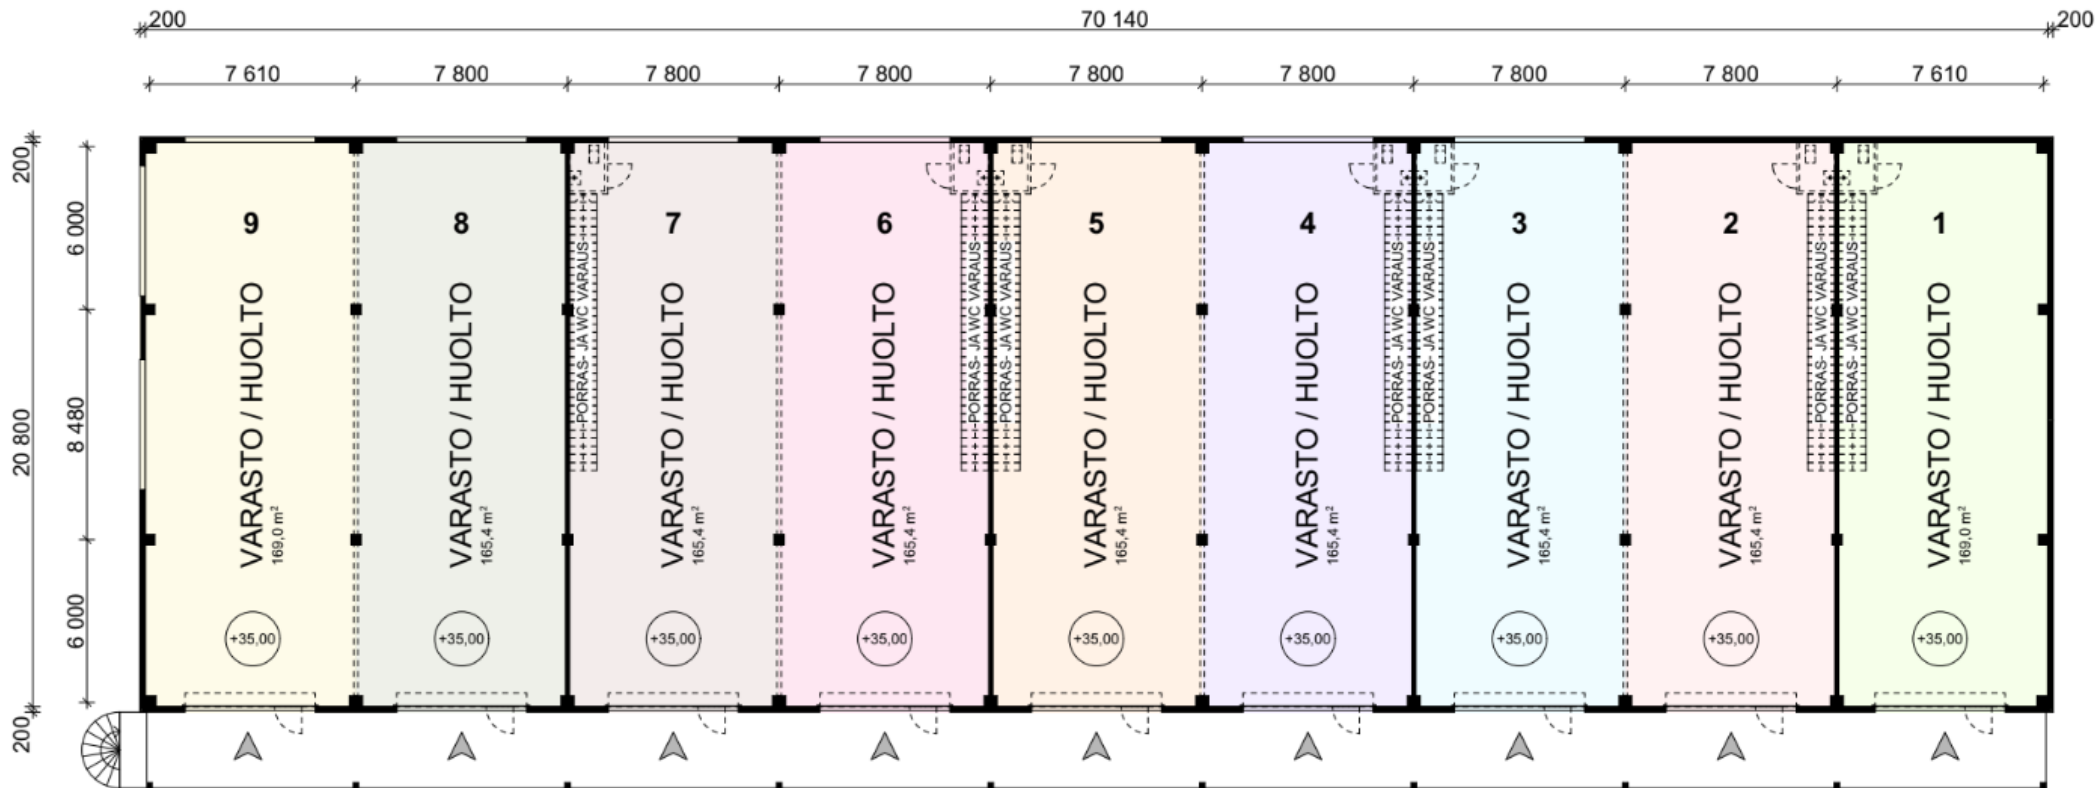 200 70 140 200
7 610 7 800 7 800 7 800 7 800 7 800 7 800 7 800 7 610
200
6 000
8 480
20 800
6 000
200
9 8 7 6 5 4 3 2 1
VARASTO / HUOLTO
169,0 m²
VARASTO / HUOLTO
165,4 m²
PORRAS- JA WC VARAUS
VARASTO / HUOLTO
165,4 m²
VARASTO / HUOLTO
165,4 m²
PORRAS- JA WC VARAUS
PORRAS- JA WC VARAUS
VARASTO / HUOLTO
165,4 m²
VARASTO / HUOLTO
165,4 m²
PORRAS- JA WC VARAUS
PORRAS- JA WC VARAUS
VARASTO / HUOLTO
165,4 m²
VARASTO / HUOLTO
165,4 m²
PORRAS- JA WC VARAUS
PORRAS- JA WC VARAUS
VARASTO / HUOLTO
169,0 m²
+35,00 +35,00 +35,00 +35,00 +35,00 +35,00 +35,00 +35,00 +35,00